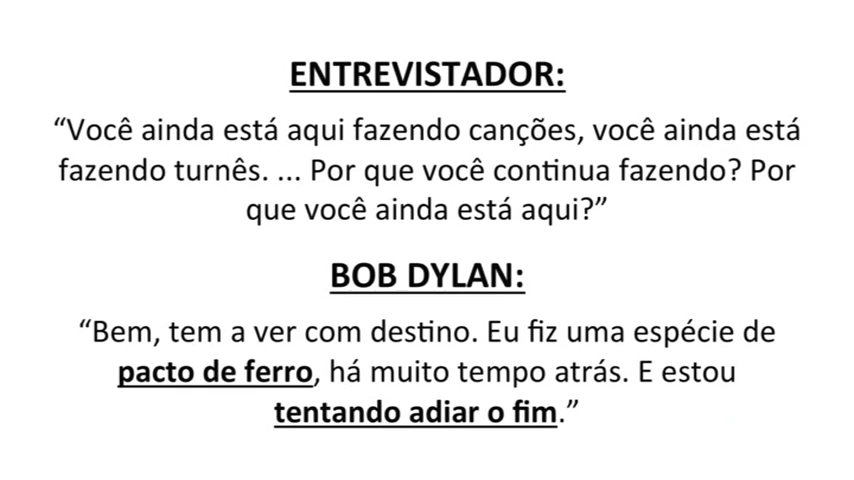 ENTREVISTADOR:
“Você ainda está aqui fazendo canções, você ainda está
fazendo turnês. ... Por que você continua fazendo? Por
que você ainda está aqui?”
BOB DYLAN:
“Bem, tem a ver com destino. Eu fiz uma espécie de
pacto de ferro, há muito tempo atrás. E estou
tentando adiar o fim.”